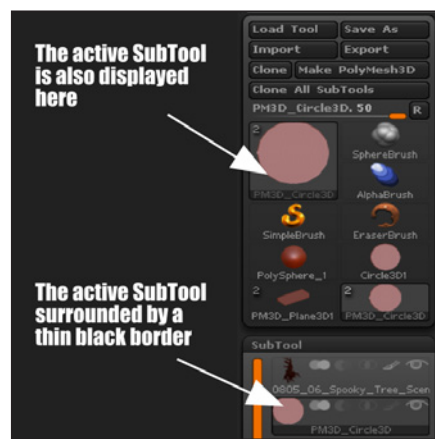 The active SubTool
is also displayed
here
Load Tool Save As
Import Export
Clone Make PolyMesh3D
Clone All SubTools
PM3D_Circle3D. 50 R
2
PM3D_Circle3D
SphereBrush
AlphaBrush
SimpleBrush EraserBrush
PolySphere_1 Circle3D1
2 2
PM3D_Plane3D1 PM3D_Circle3D
The active SubTool
surrounded by a
thin black border
SubTool
0805_06_Spooky_Tree_Scen
PM3D_Circle3D